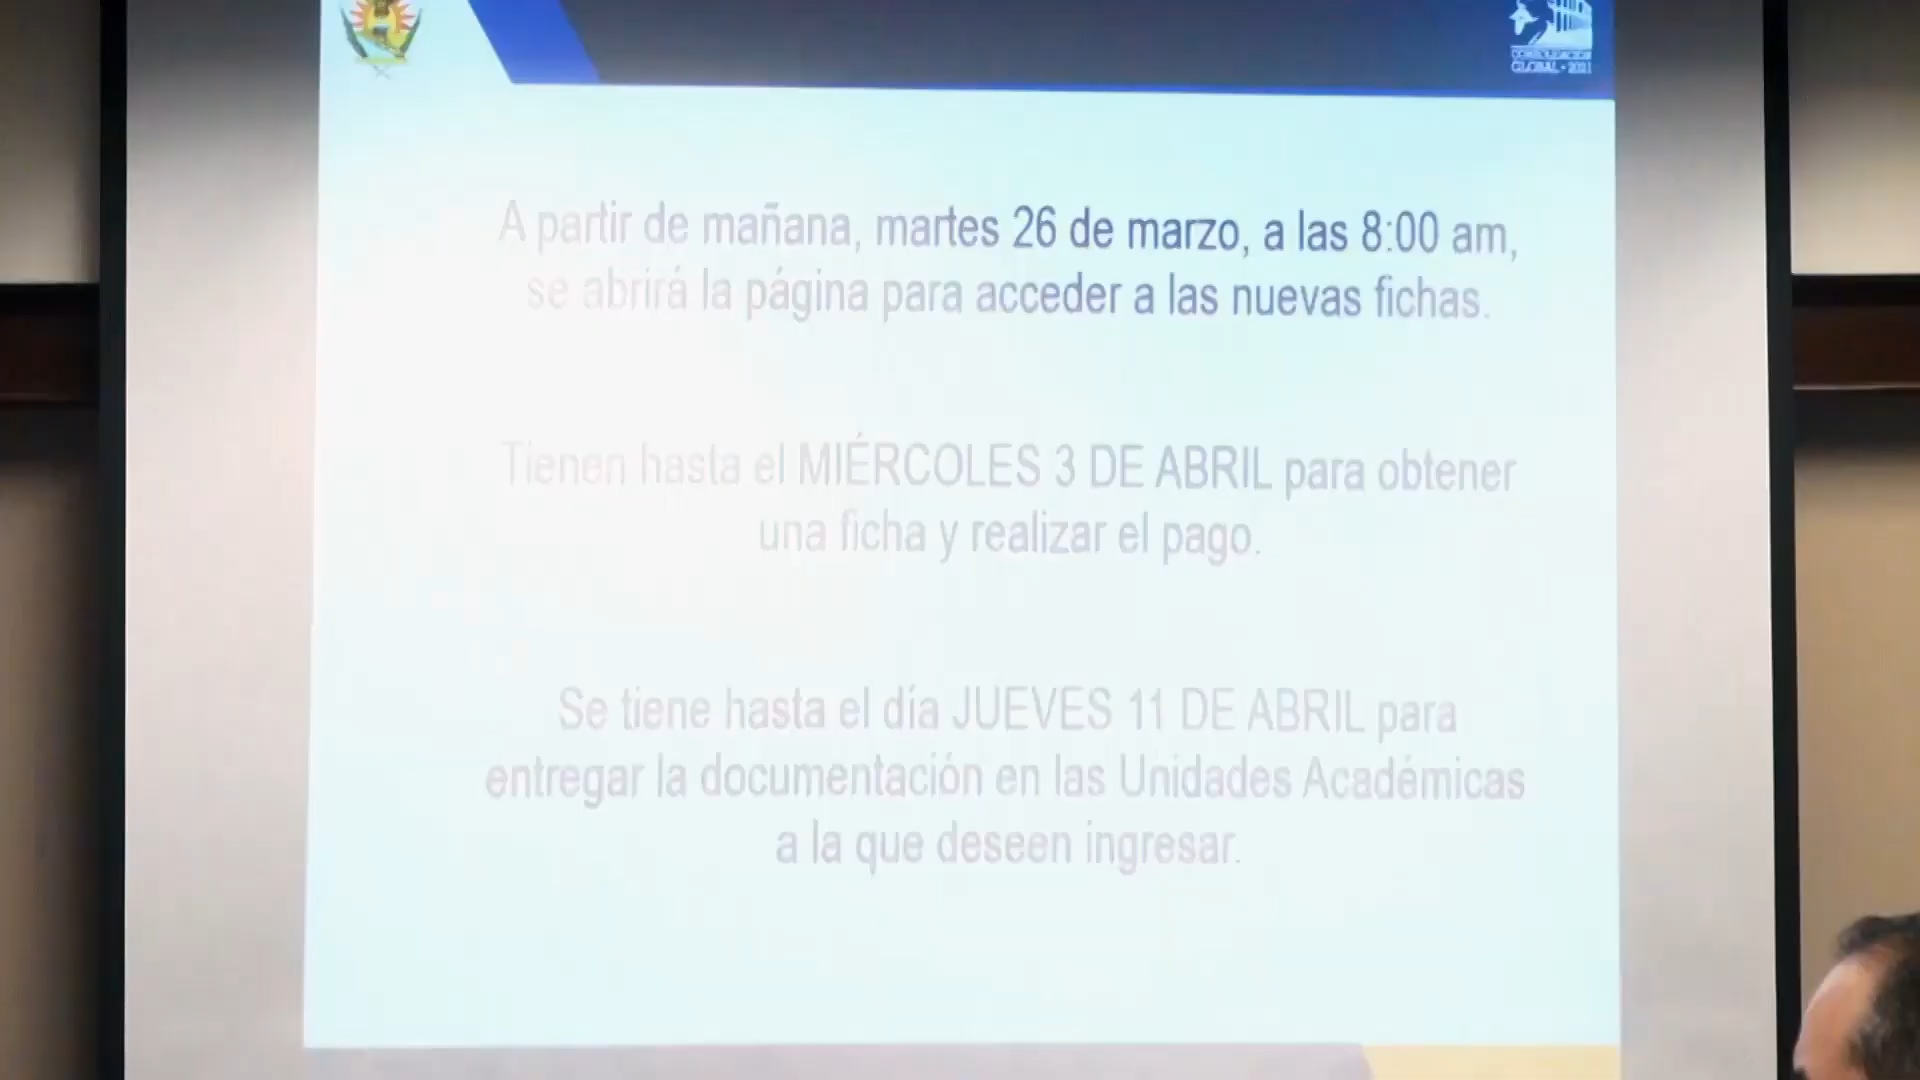 GLOBAL • 2021
A partir de mañana, martes 26 de marzo, a las 8:00 am,
se abrirá la página para acceder a las nuevas fichas.
Tienen hasta el MIÉRCOLES 3 DE ABRIL para obtener
una ficha y realizar el pago.
Se tiene hasta el día JUEVES 11 DE ABRIL para
entregar la documentación en las Unidades Académicas
a la que deseen ingresar.